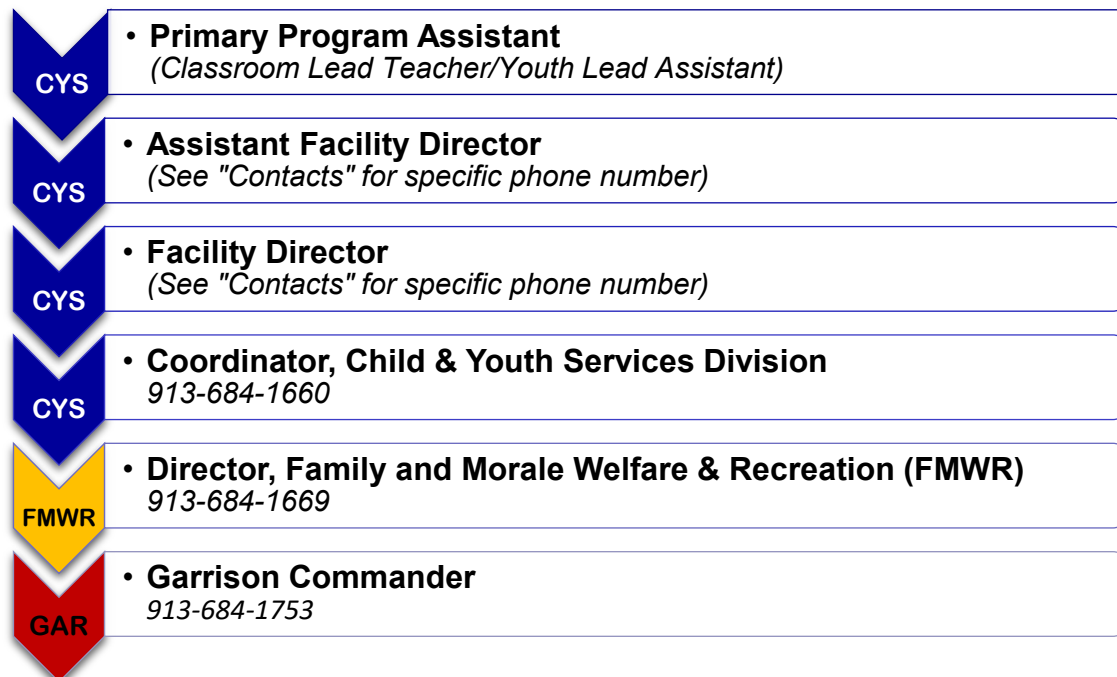 CYS
• Primary Program Assistant
(Classroom Lead Teacher/Youth Lead Assistant)
CYS
• Assistant Facility Director
(See "Contacts" for specific phone number)
CYS
• Facility Director
(See "Contacts" for specific phone number)
CYS
• Coordinator, Child & Youth Services Division
913-684-1660
FMWR
• Director, Family and Morale Welfare & Recreation (FMWR)
913-684-1669
GAR
• Garrison Commander
913-684-1753